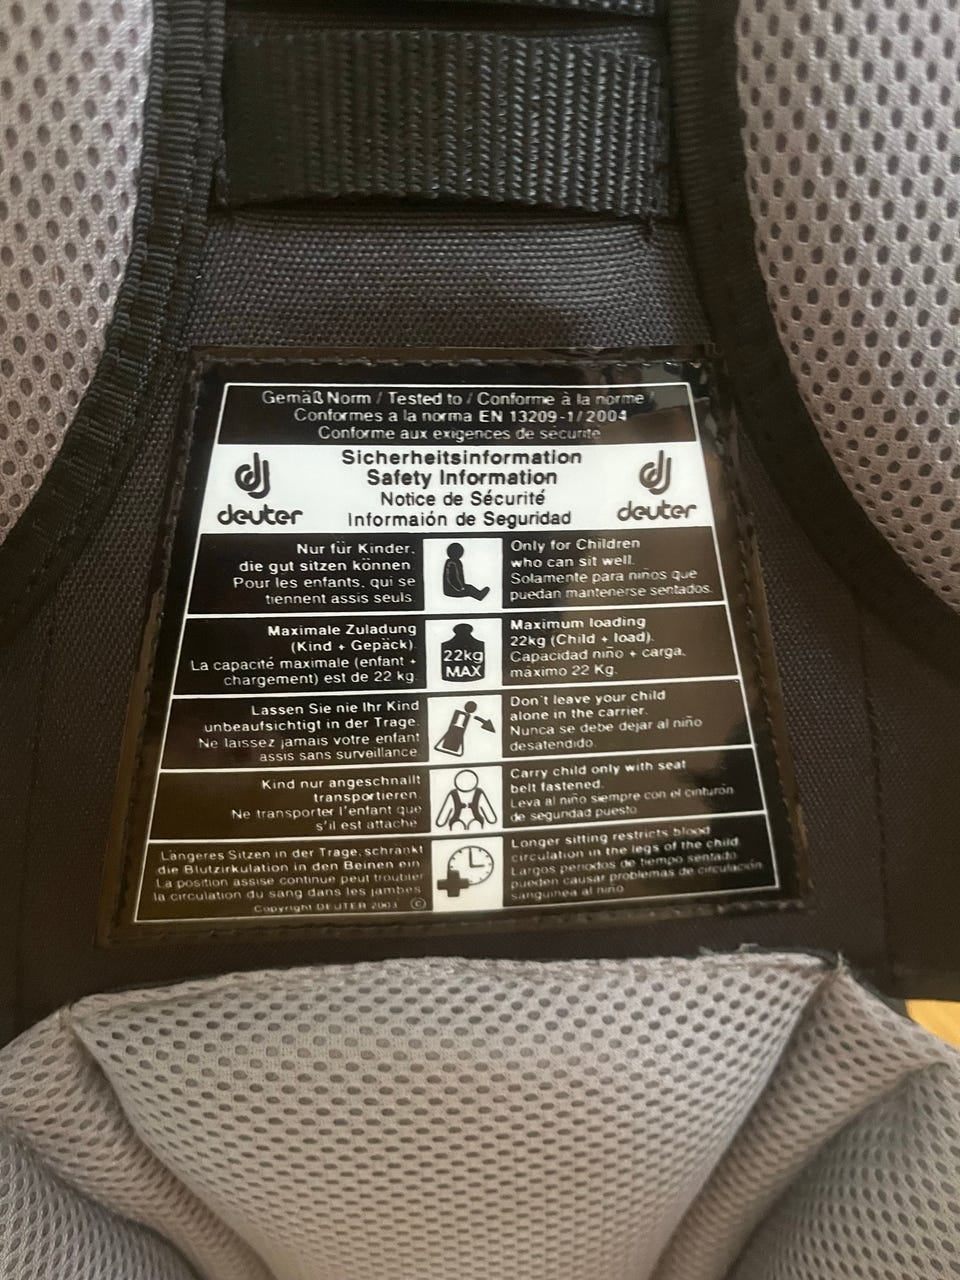 Gemäß Norm / Tested to / Conforme à la norme
Conformes a la norma EN 13209-1/2004
Conforme aux exigences de sécurité
Sicherheitsinformation
Safety Information
Notice de Sécurité
Informaión de Seguridad
deuter
deuter
Nur für Kinder,
die gut sitzen können
Pour les enfants, qui se
tiennent assis seuls
Only for Children
who can sit well.
Solamente para niños que
puedan mantenerse sentados.
Maximale Zuladung
(Kind + Gepäck).
La capacité maximale (enfant +
chargement) est de 22 kg.
22kg
MAX
Maximum loading
22kg (Child + load).
Capacidad niño + carga,
máximo 22 Kg.
Lassen Sie nie Ihr Kind
unbeaufsichtigt in der Trage.
Ne laissez jamais votre enfant
assis sans surveillance
Don't leave your child
alone in the carrier.
Nunca se debe dejar al niño
desatendido.
Kind nur angeschnallt
transportieren.
Ne transporter l'enfant que
s'il est attaché
Carry child only with seat
belt fastened.
Leva al niño siempre con el cinturón
de seguridad puesto
Längeres Sitzen in der Trage, schränkt
die Blutzirkulation in den Beinen ein
La position assise continue peut troubler
la circulation du sang dans les jambes
Copyright DEUTER 2003 ©
Longer sitting restricts blood
circulation in the legs of the child
Largos periodos de tiempo sentado
pueden causar problemas de circulación
sanguinea al niño